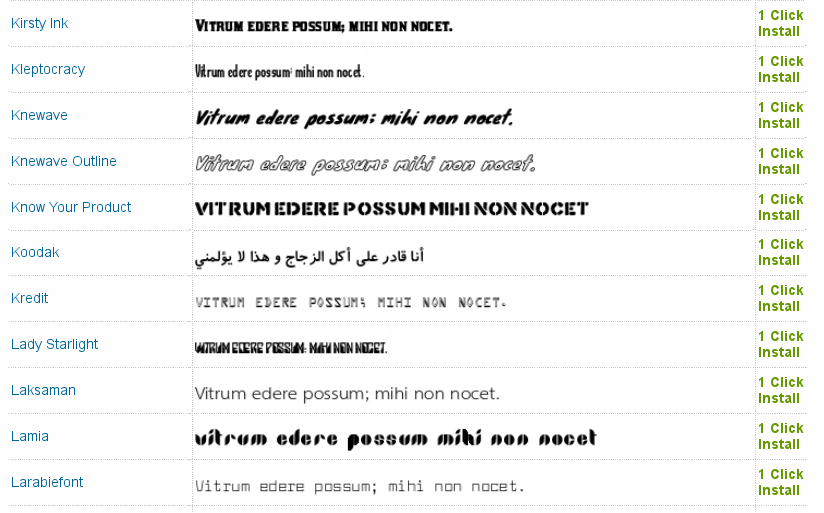 Kirsty Ink Vitrum edere possum; mihi non nocet. 1 Click Install
Kleptocracy Vitrum edere possum; mihi non nocet. 1 Click Install
Knewave Vitrum edere possum; mihi non nocet. 1 Click Install
Knewave Outline Vitrum edere possum; mihi non nocet. 1 Click Install
Know Your Product VITRUM EDERE POSSUM MIHI NON NOCET 1 Click Install
Koodak أنا قادر على أكل الزجاج و هذا لا يؤلمني 1 Click Install
Kredit VITRUM EDERE POSSUM; MIHI NON NOCET. 1 Click Install
Lady Starlight VITRUM EDERE POSSUM; MIHI NON NOCET. 1 Click Install
Laksaman Vitrum edere possum; mihi non nocet. 1 Click Install
Lamia vitrum edere possum mihi non nocet 1 Click Install
Larabiefont Vitrum edere possum; mihi non nocet. 1 Click Install